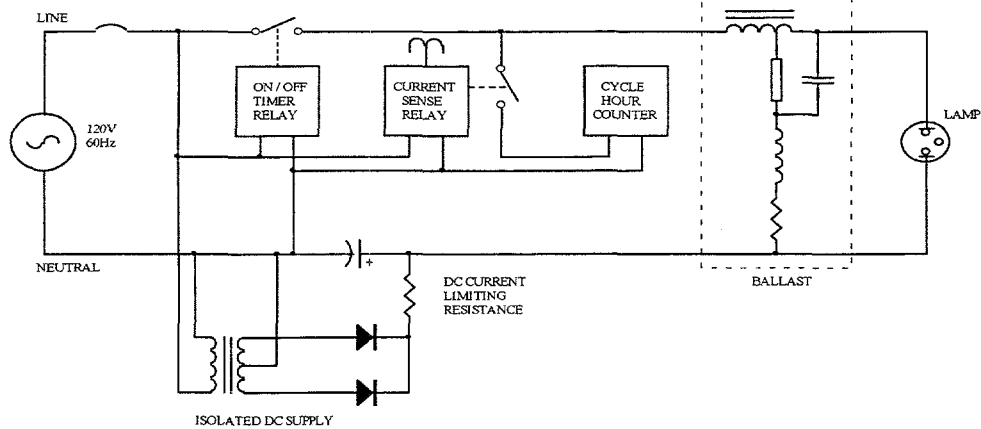 LINE
ON / OFF
TIMER
RELAY
CURRENT
SENSE
RELAY
CYCLE
HOUR
COUNTER
120V
60Hz
LAMP
NEUTRAL
+
DC CURRENT
LIMITING
RESISTANCE
BALLAST
ISOLATED DC SUPPLY